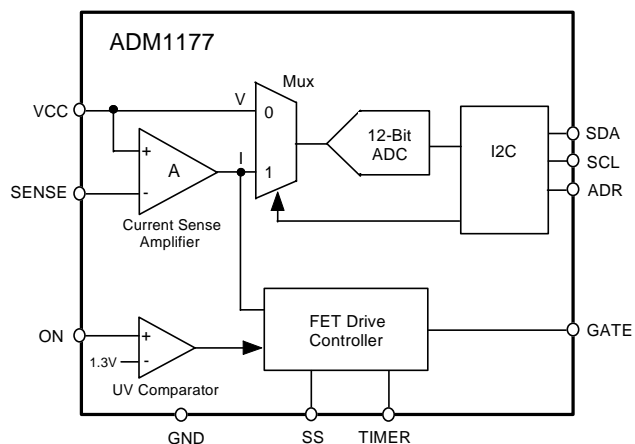 ADM1177
Mux
VCC
V
0
12-Bit
ADC
I2C
SDA
SCL
ADR
+
A
-
I
1
SENSE
Current Sense
Amplifier
FET Drive
Controller
ON
+
1.3V
-
UV Comparator
GATE
GND
SS
TIMER